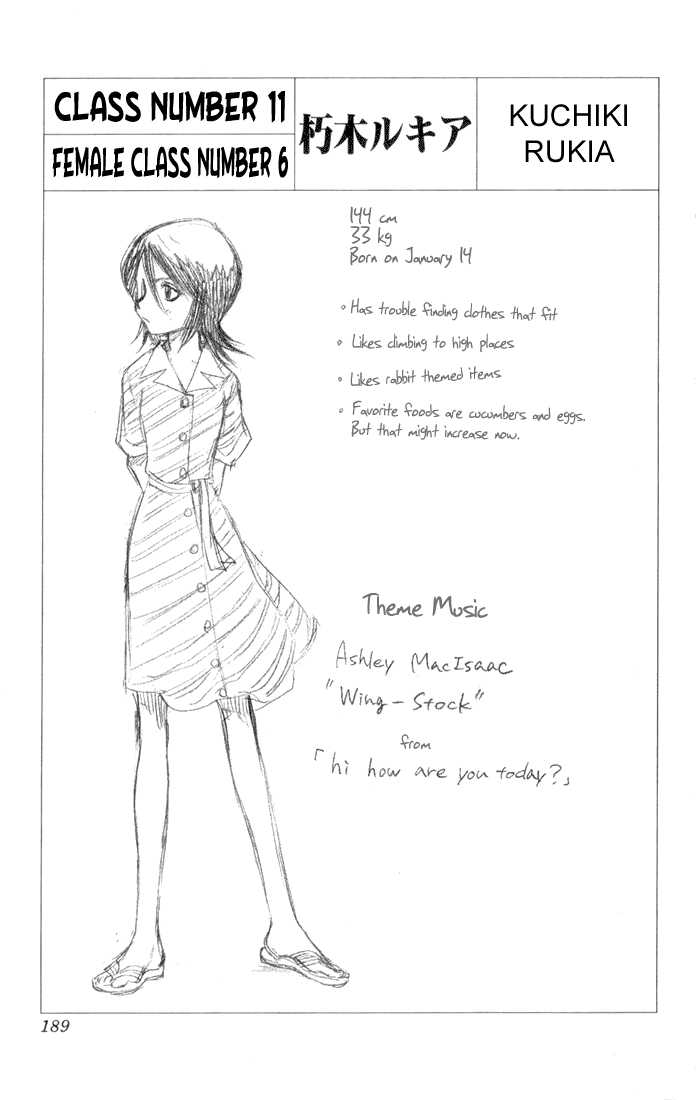 CLASS NUMBER 11
FEMALE CLASS NUMBER 6
朽木ルキア
KUCHIKI
RUKIA
144 cm
33 kg
Born on January 14
◦ Has trouble finding clothes that fit
◦ Likes climbing to high places
◦ Likes rabbit themed items
◦ Favorite foods are cucumbers and eggs.
But that might increase now.
Theme Music
Ashley MacIsaac
"Wing-Stock"
from
「hi how are you today?」
189